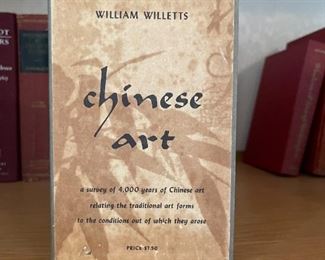 WILLIAM WILLETTS
chinese
art
a survey of 4,000 years of Chinese art
relating the traditional art forms
to the conditions out of which they arose
PRICE $7.50